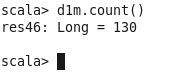 scala> d1m.count()
res46: Long = 130
scala>